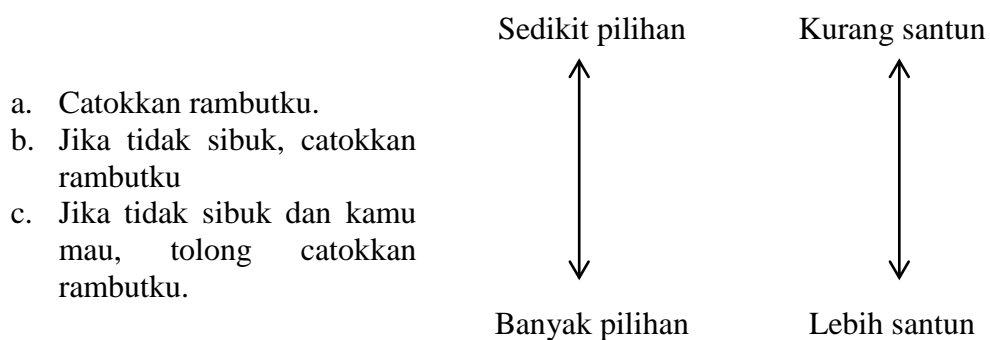 Sedikit pilihan Kurang santun
a. Catokkan rambutku.
b. Jika tidak sibuk, catokkan
rambutku
c. Jika tidak sibuk dan kamu
mau, tolong catokkan
rambutku.
Banyak pilihan Lebih santun